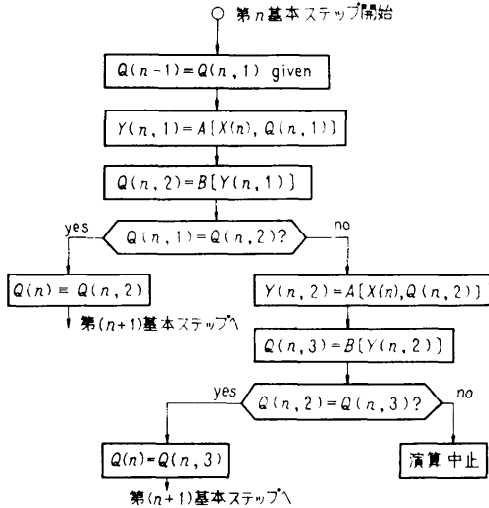 第n基本ステップ開始
Q(n-1)=Q(n,1) given
Y(n,1)=A[X(n),Q(n,1)]
Q(n,2)=B[Y(n,1)]
yes
Q(n,1)=Q(n,2)?
no
Q(n)=Q(n,2)
第(n+1)基本ステップへ
Y(n,2)=A[X(n),Q(n,2)]
Q(n,3)=B[Y(n,2)]
yes
Q(n,2)=Q(n,3)?
no
Q(n)=Q(n,3)
演算中止
第(n+1)基本ステップへ